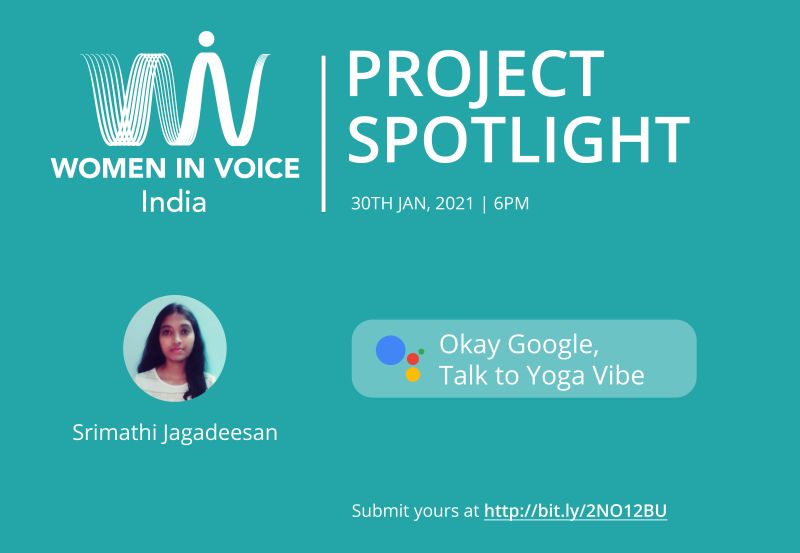 WOMEN IN VOICE
India
PROJECT
SPOTLIGHT
30TH JAN, 2021 | 6PM
Srimathi Jagadeesan
Okay Google,
Talk to Yoga Vibe
Submit yours at http://bit.ly/2NO12BU